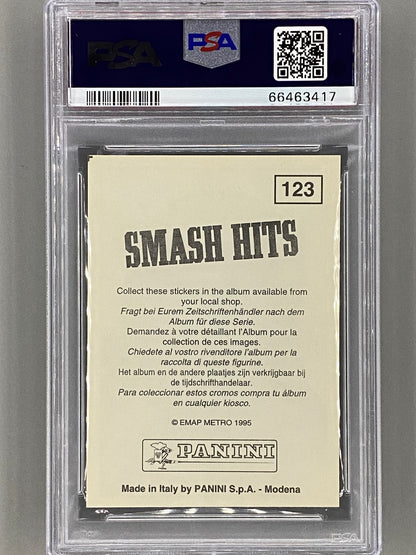 PSA
PSA
66463417
123
SMASH HITS
Collect these stickers in the album available from
your local shop.
Fragt bei Eurem Zeitschriftenhändler nach dem
Album für diese Serie.
Demandez à votre détaillant l'Album pour la
collection de ces images.
Chiedete al vostro rivenditore l'album per la
raccolta di queste figurine.
Het album en de andere plaatjes zijn verkrijgbaar bij
de tijdschrifthandelaar.
Para coleccionar estos cromos compra tu álbum
en cualquier kiosco.
© EMAP METRO 1995
PANINI
Made in Italy by PANINI S.p.A. - Modena
PSA